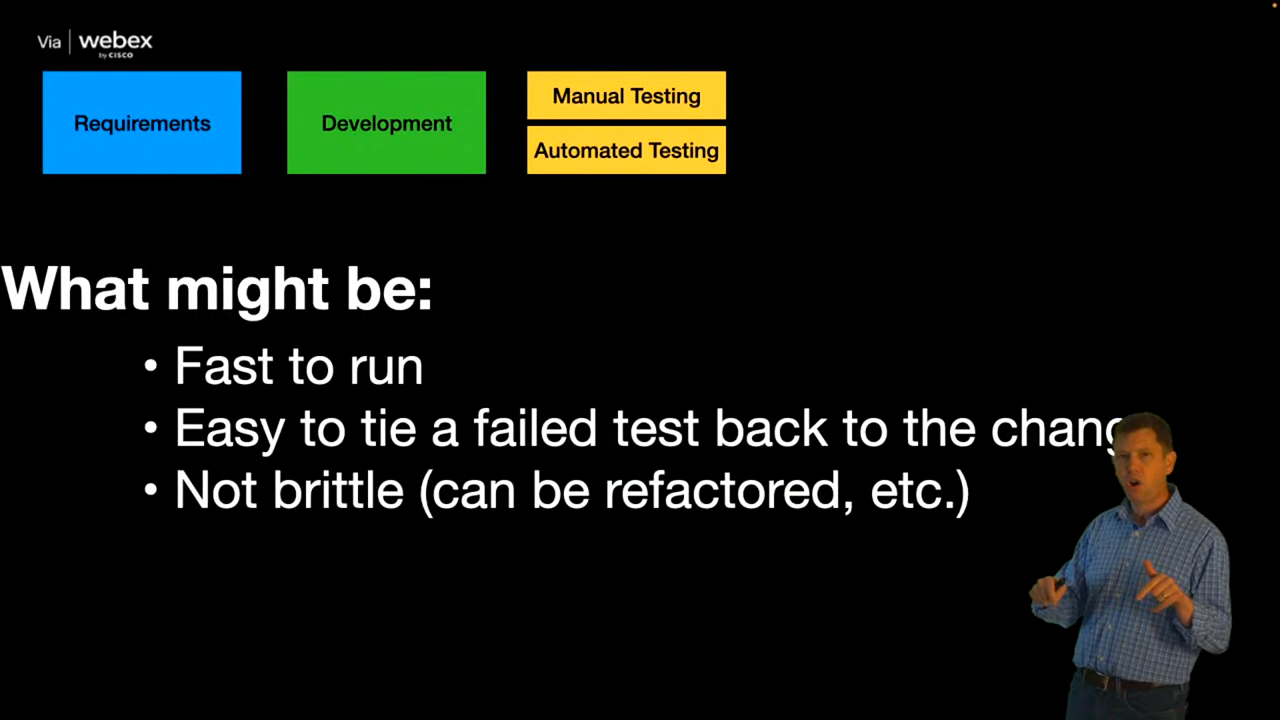 Via | webex
by CISCO
Requirements
Development
Manual Testing
Automated Testing
What might be:
• Fast to run
• Easy to tie a failed test back to the
• Not brittle (can be refactored, etc.)